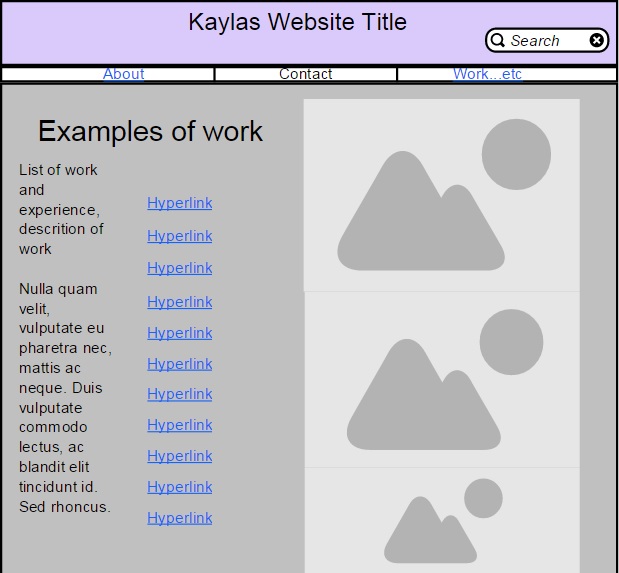 Kaylas Website Title
Search
About
Contact
Work...etc
Examples of work
List of work
and
experience,
descrition of
work
Nulla quam
velit,
vulputate eu
pharetra nec,
mattis ac
neque. Duis
vulputate
commodo
lectus, ac
blandit elit
tincidunt id.
Sed rhoncus.
Hyperlink
Hyperlink
Hyperlink
Hyperlink
Hyperlink
Hyperlink
Hyperlink
Hyperlink
Hyperlink
Hyperlink
Hyperlink